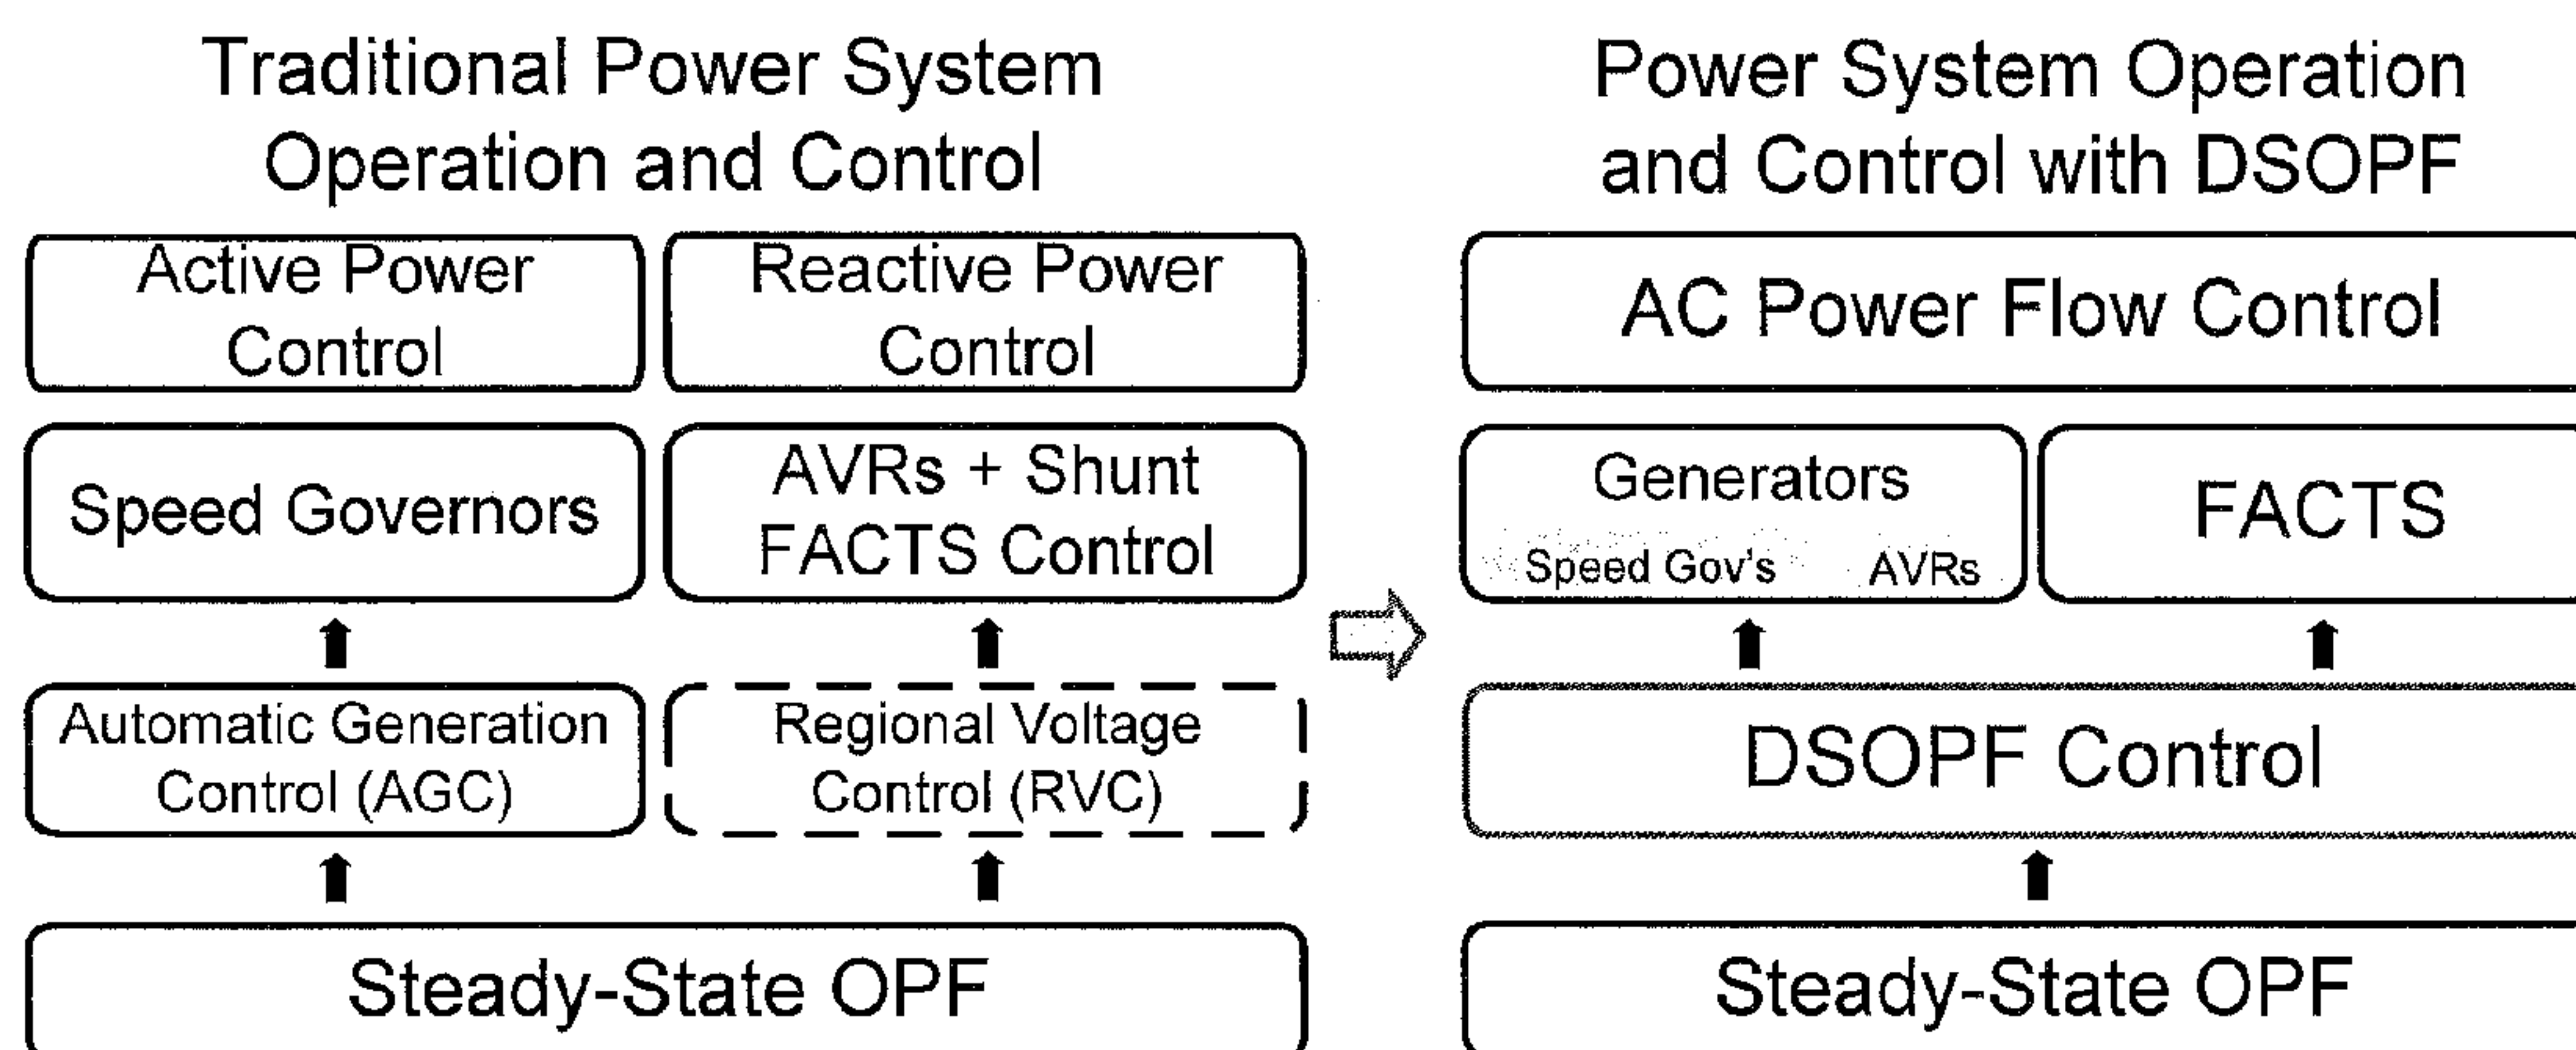 Traditional Power System
Operation and Control
Active Power
Control
Reactive Power
Control
Speed Governors
AVRs + Shunt
FACTS Control
Automatic Generation
Control (AGC)
Regional Voltage
Control (RVC)
Steady-State OPF
Power System Operation
and Control with DSOPF
AC Power Flow Control
Generators
Speed Gov's AVRs
FACTS
DSOPF Control
Steady-State OPF